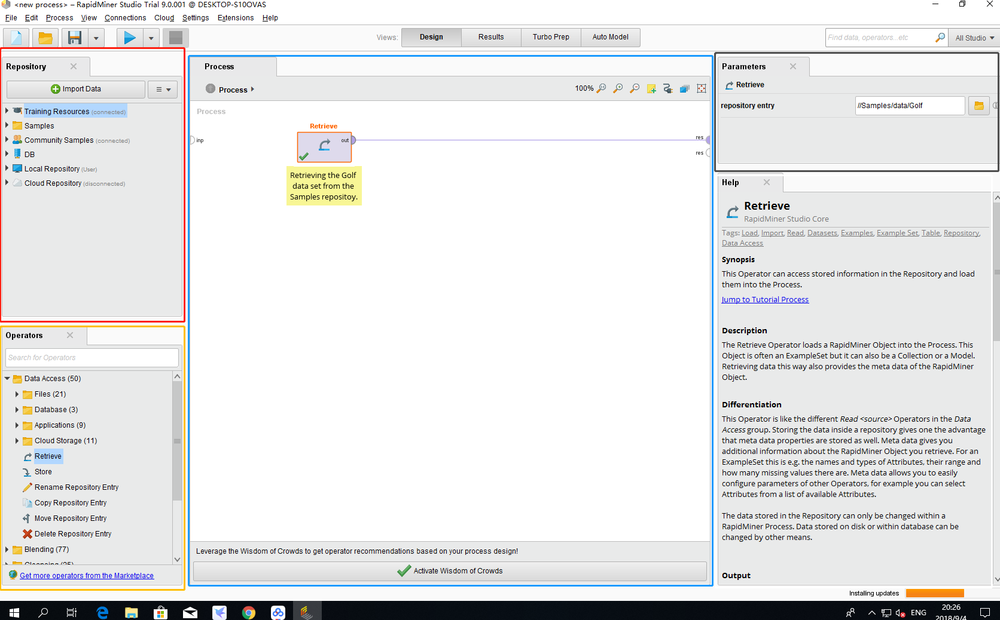 <new process> – RapidMiner Studio Trial 9.0.001 @ DESKTOP-S10OVAS
File Edit Process View Connections Cloud Settings Extensions Help
Views: Design Results Turbo Prep Auto Model
Find data, operators...etc
All Studio
Repository
Import Data
Training Resources (connected)
Samples
Community Samples (connected)
DB
Local Repository (User)
Cloud Repository (disconnected)
Operators
Search for Operators
Data Access (50)
Files (21)
Database (3)
Applications (9)
Cloud Storage (11)
Retrieve
Store
Rename Repository Entry
Copy Repository Entry
Move Repository Entry
Delete Repository Entry
Blending (77)
Get more operators from the Marketplace
Process
Process
100%
Process
Retrieve
inp
out
res
res
Retrieving the Golf
data set from the
Samples repositoy.
Leverage the Wisdom of Crowds to get operator recommendations based on your process design!
Activate Wisdom of Crowds
Parameters
Retrieve
repository entry
//Samples/data/Golf
Help
Retrieve
RapidMiner Studio Core
Tags: Load, Import, Read, Datasets, Examples, Example Set, Table, Repository,
Data Access
Synopsis
This Operator can access stored information in the Repository and load
them into the Process.
Jump to Tutorial Process
Description
The Retrieve Operator loads a RapidMiner Object into the Process. This
Object is often an ExampleSet but it can also be a Collection or a Model.
Retrieving data this way also provides the meta data of the RapidMiner
Object.
Differentiation
This Operator is like the different Read <source> Operators in the Data
Access group. Storing the data inside a repository gives one the advantage
that meta data properties are stored as well. Meta data gives you
additional information about the RapidMiner Object you retrieve. For an
ExampleSet this is e.g. the names and types of Attributes, their range and
how many missing values there are. Meta data allows you to easily
configure parameters of other Operators, for example you can select
Attributes from a list of available Attributes.
The data stored in the Repository can only be changed within a
RapidMiner Process. Data stored on disk or within database can be
changed by other means.
Output
Installing updates
ENG
20:26
2018/9/4